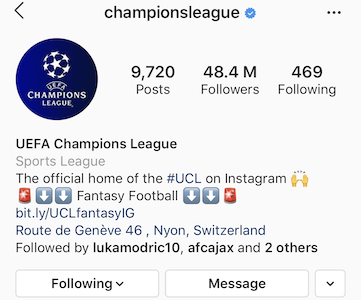 championsleague
UEFA
CHAMPIONS
LEAGUE
9,720 48.4 M 469
Posts Followers Following
UEFA Champions League
Sports League
The official home of the #UCL on Instagram 🙌
🚨⬇️⬇️ Fantasy Football ⬇️⬇️🚨
bit.ly/UCLfantasyIG
Route de Genève 46 , Nyon, Switzerland
Followed by lukamodric10, afcajax and 2 others
Following Message